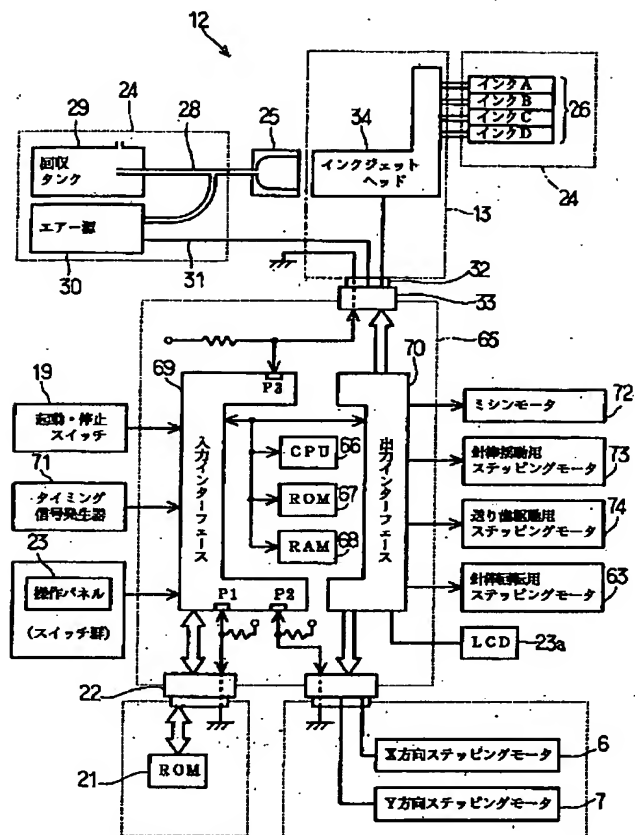 12
29
24
28
25
34
インクA
インクB
インクC
インクD
26
回収
タンク
インクジェット
ヘッド
24
エアー源
13
30
31
32
33
65
69
P3
70
19
起動・停止
スイッチ
ミシンモータ
72
CPU
66
71
タイミング
信号発生器
入力インターフェース
ROM
67
出力インターフェース
針棒揺動用
ステッピングモータ
73
RAM
68
送り歯駆動用
ステッピングモータ
74
23
操作パネル
(スイッチ群)
P1
P2
針棒回転用
ステッピングモータ
63
LCD
23a
22
21
ROM
X方向ステッピングモータ
6
Y方向ステッピングモータ
7